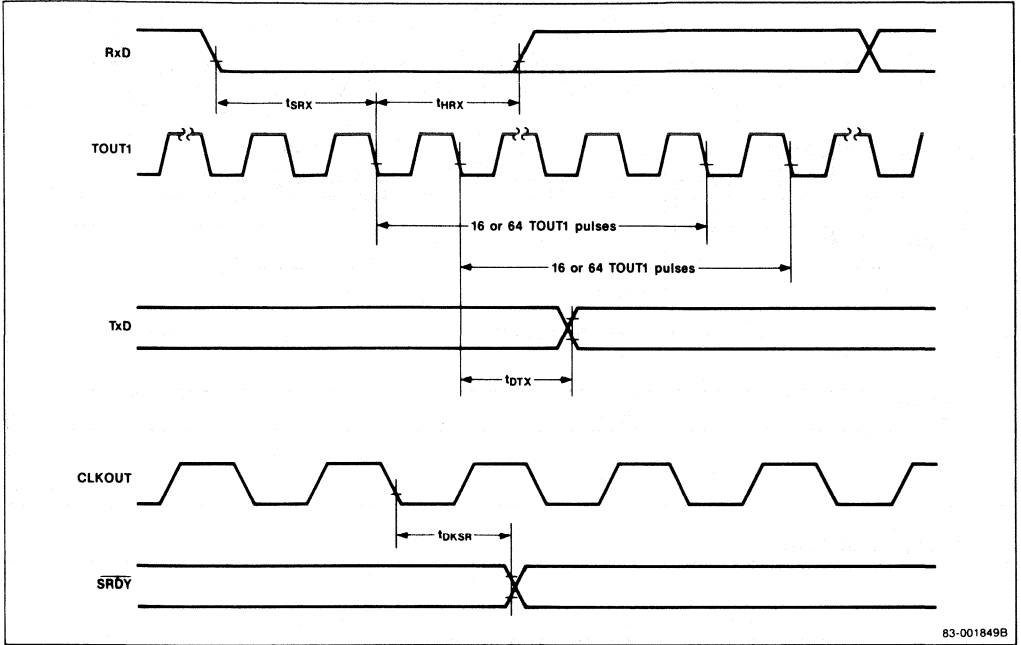 RxD
tSRX
tHRX
TOUT1
16 or 64 TOUT1 pulses
16 or 64 TOUT1 pulses
TxD
tDTX
CLKOUT
tDKSR
SRDY
83-001849B